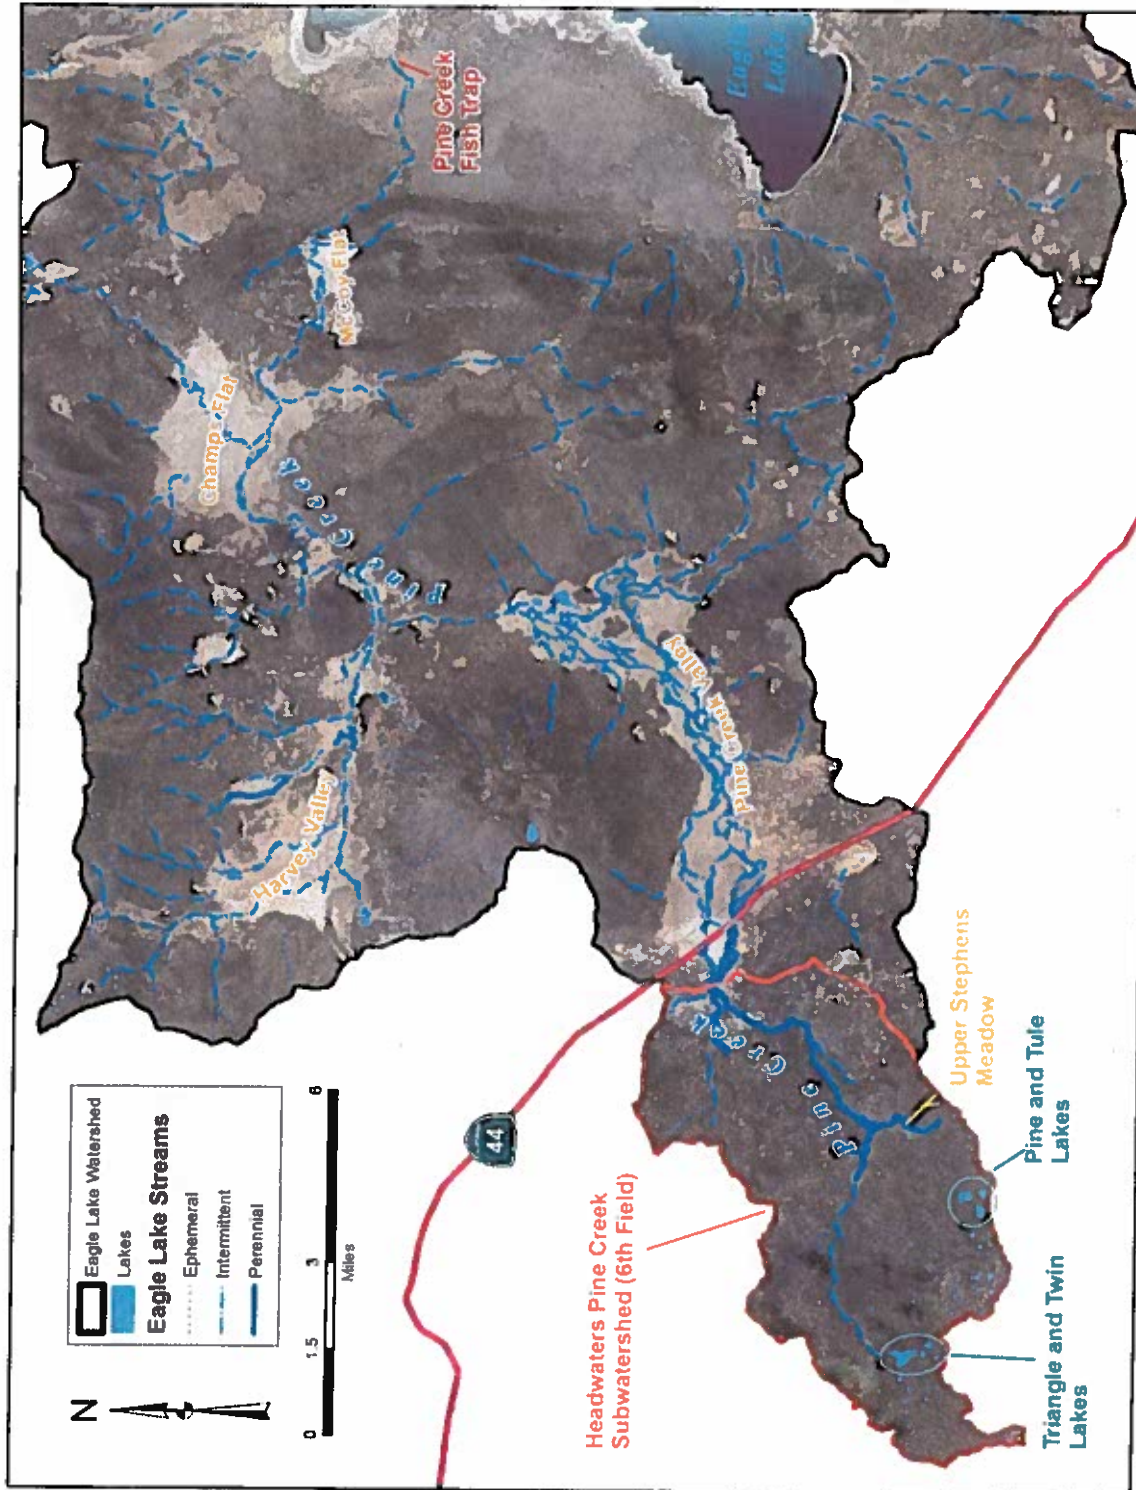 N
Eagle Lake Watershed
Lakes
Eagle Lake Streams
Ephemeral
Intermittent
Perennial
0 1.5 3 6
Miles
44
Harvey Valley
Champs Flat
McCoy Flat
Pine Creek
Fish Trap
Eagle
Lake
Pine Creek
Pine Creek Valley
Pine Creek
Headwaters Pine Creek
Subwatershed (6th Field)
Upper Stephens
Meadow
Pine and Tule
Lakes
Triangle and Twin
Lakes